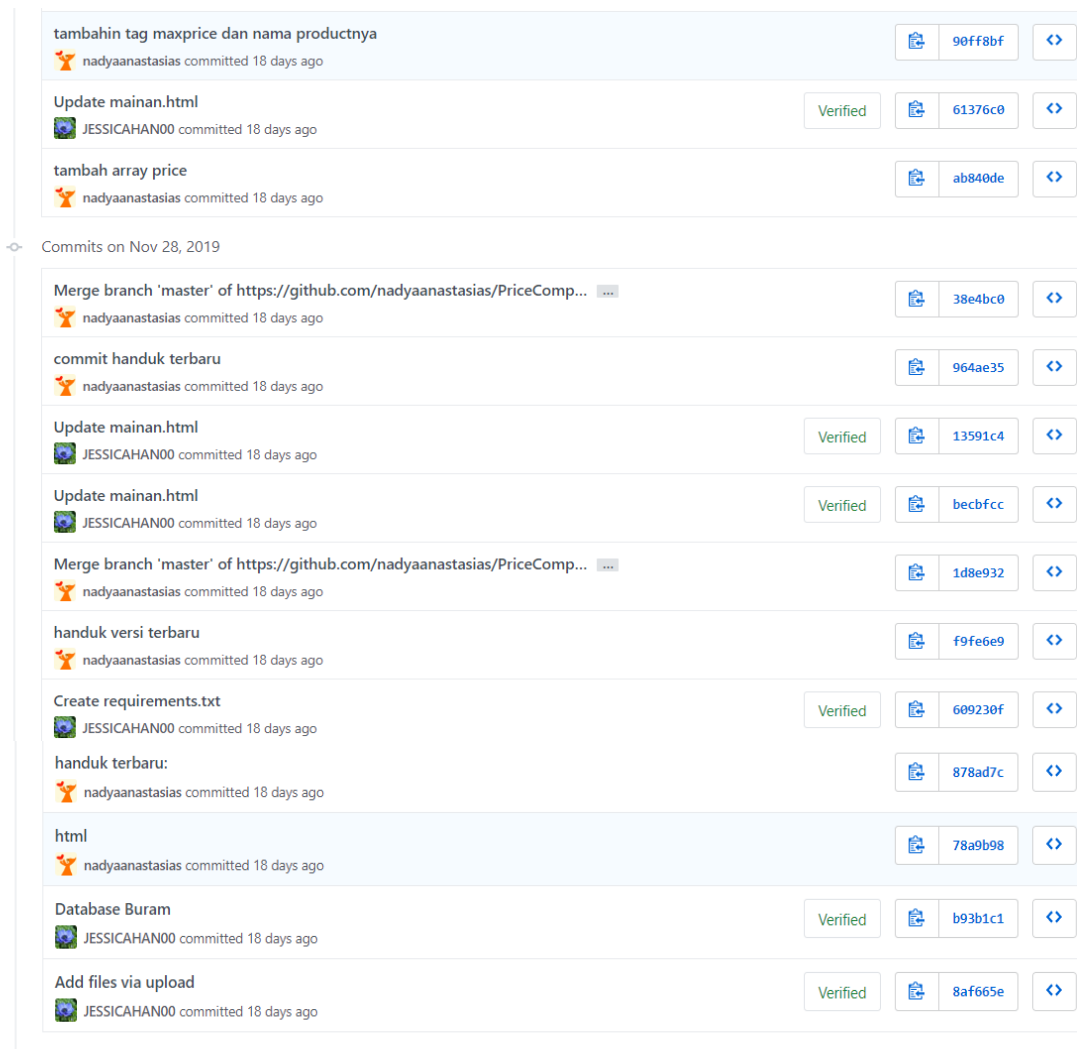 tambahin tag maxprice dan nama productnya
90ff8bf
nadyaanastasias committed 18 days ago
Update mainan.html
Verified
61376c0
JESSICAHAN00 committed 18 days ago
tambah array price
ab840de
nadyaanastasias committed 18 days ago
Commits on Nov 28, 2019
Merge branch 'master' of https://github.com/nadyaanastasias/PriceComp... ...
38e4bc0
nadyaanastasias committed 18 days ago
commit handuk terbaru
964ae35
nadyaanastasias committed 18 days ago
Update mainan.html
Verified
13591c4
JESSICAHAN00 committed 18 days ago
Update mainan.html
Verified
becbfcc
JESSICAHAN00 committed 18 days ago
Merge branch 'master' of https://github.com/nadyaanastasias/PriceComp... ...
1d8e932
nadyaanastasias committed 18 days ago
handuk versi terbaru
f9fe6e9
nadyaanastasias committed 18 days ago
Create requirements.txt
Verified
609230f
JESSICAHAN00 committed 18 days ago
handuk terbaru:
878ad7c
nadyaanastasias committed 18 days ago
html
78a9b98
nadyaanastasias committed 18 days ago
Database Buram
Verified
b93b1c1
JESSICAHAN00 committed 18 days ago
Add files via upload
Verified
8af665e
JESSICAHAN00 committed 18 days ago